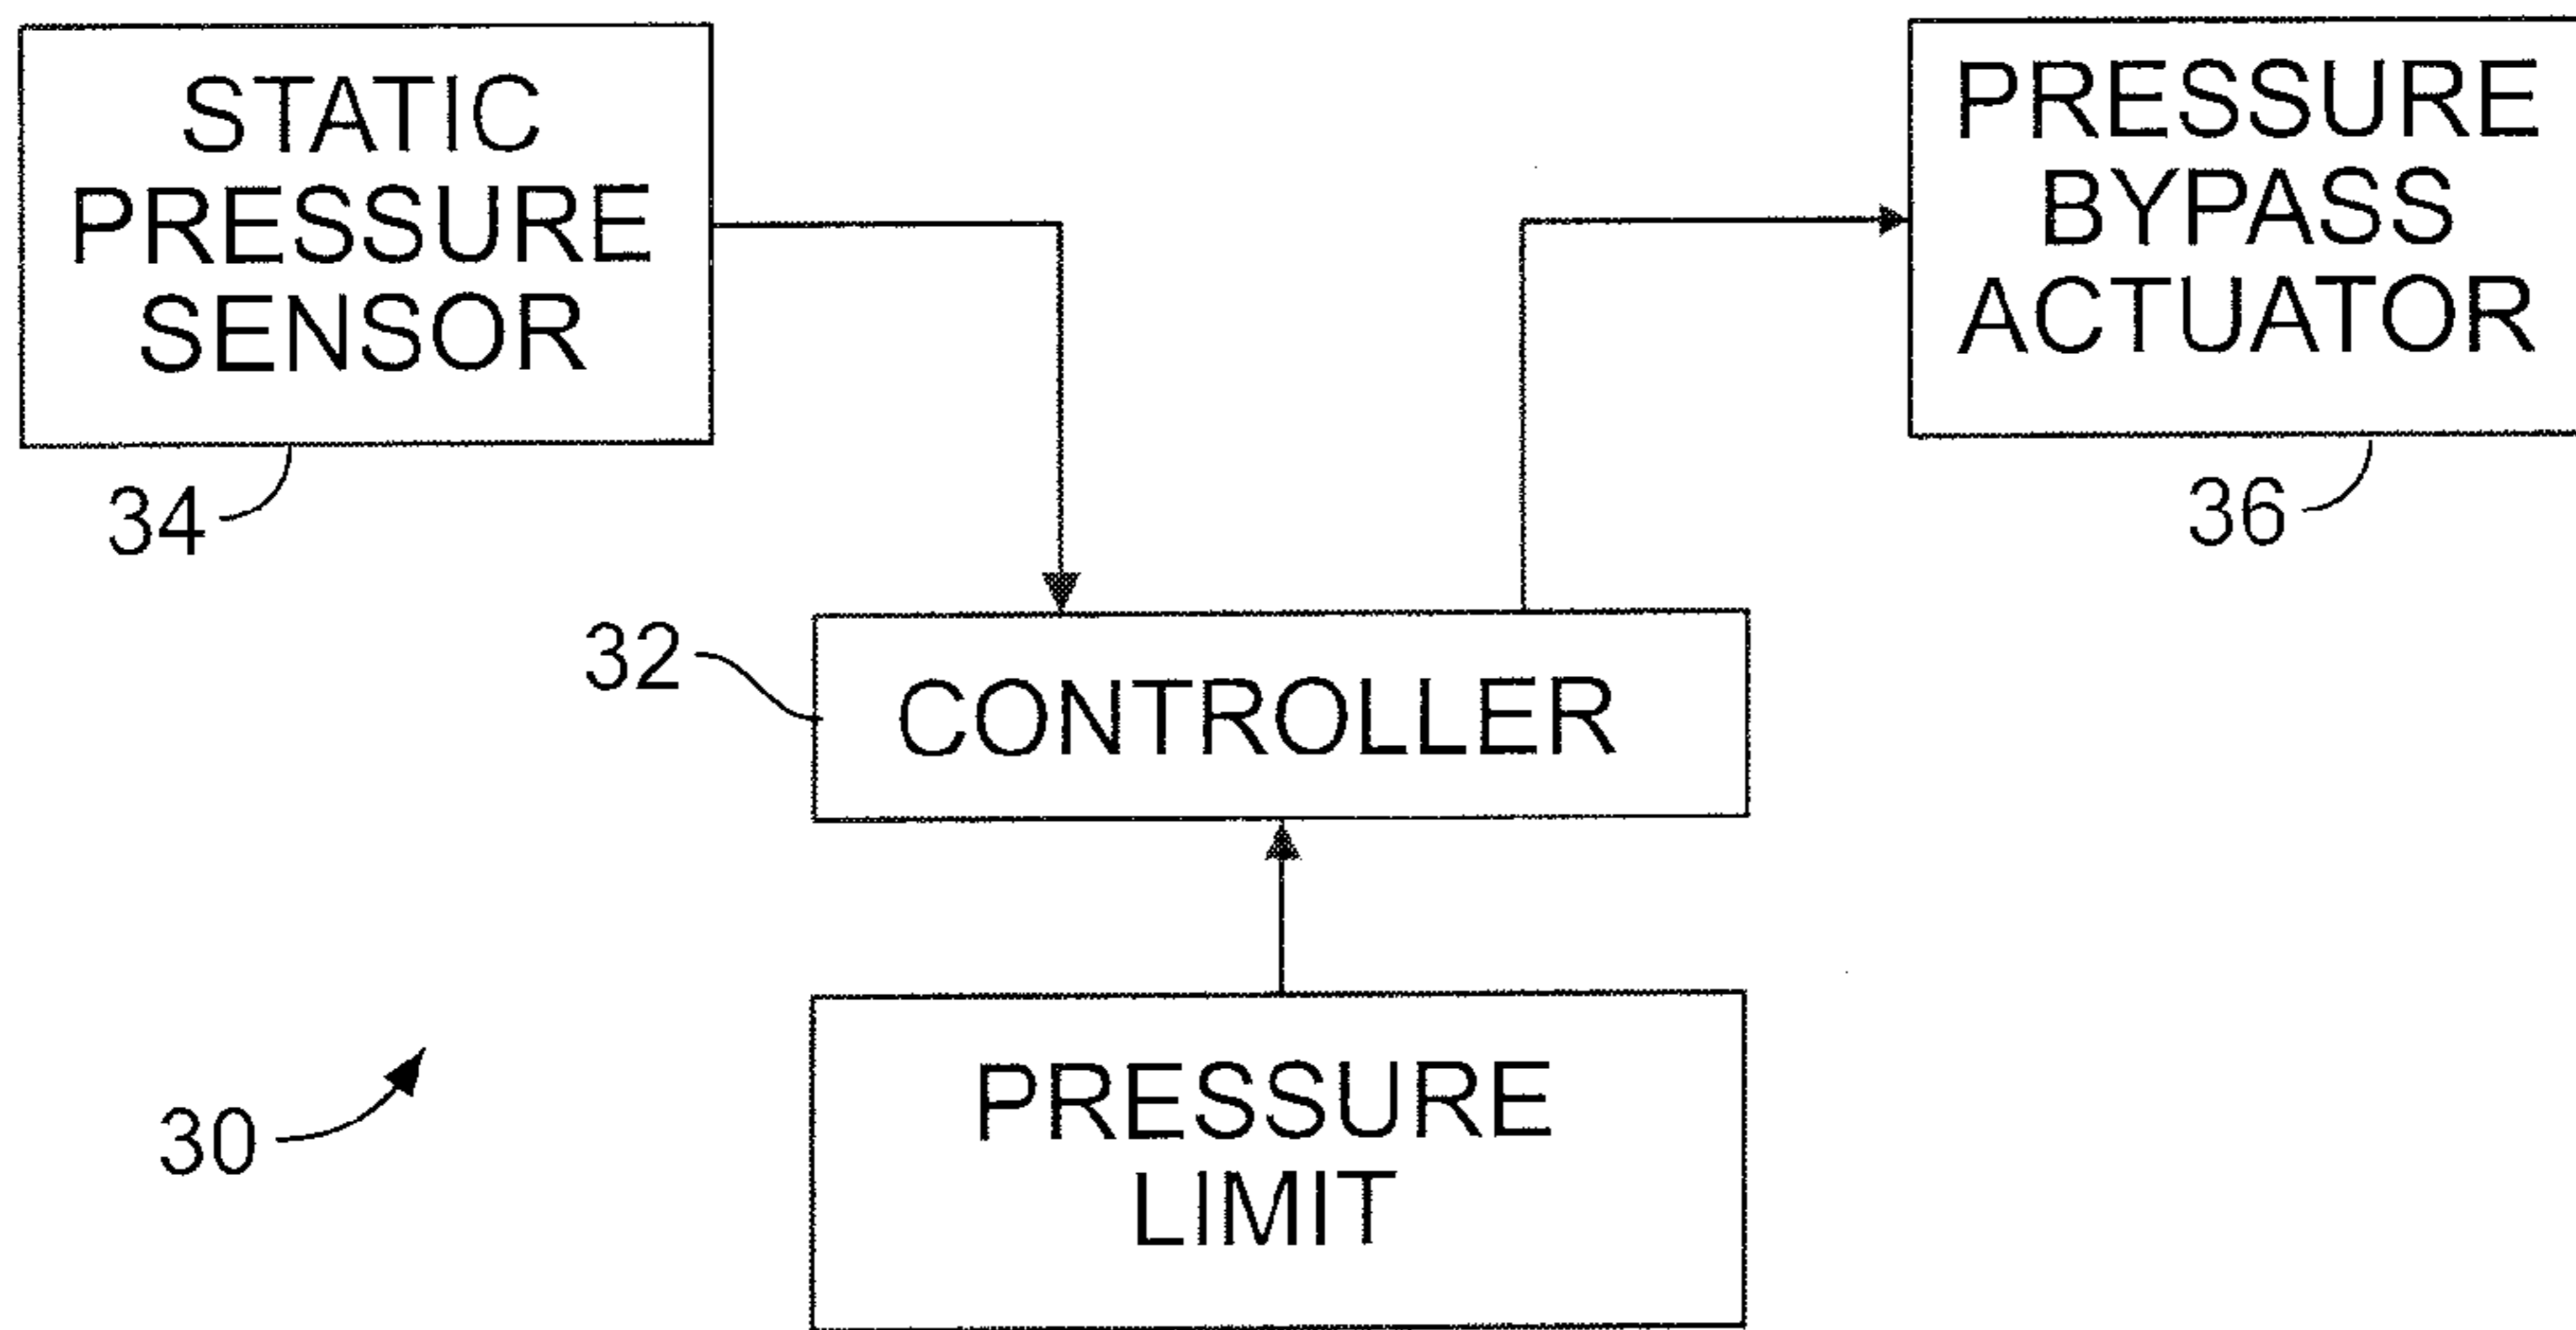 STATIC
PRESSURE
SENSOR
34
PRESSURE
BYPASS
ACTUATOR
36
32
CONTROLLER
PRESSURE
LIMIT
30